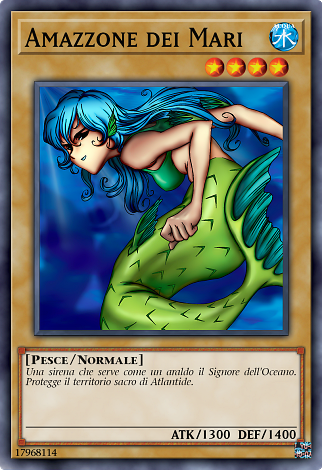 Amazzone dei Mari
ACQUA
水
[Pesce/Normale]
Una sirena che serve come un araldo il Signore dell'Oceano.
Protegge il territorio sacro di Atlantide.
ATK/1300 DEF/1400
17968114